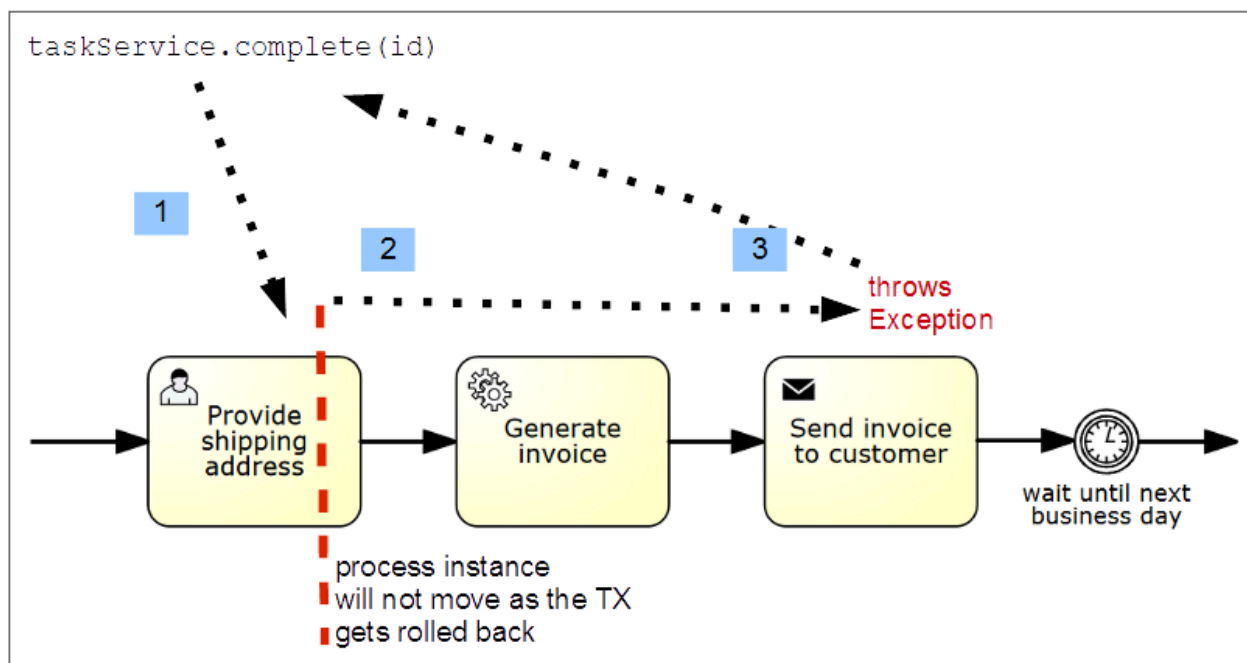 taskService.complete(id)
1
2
3
throws
Exception
Provide
shipping
address
Generate
invoice
Send invoice
to customer
wait until next
business day
process instance
will not move as the TX
gets rolled back